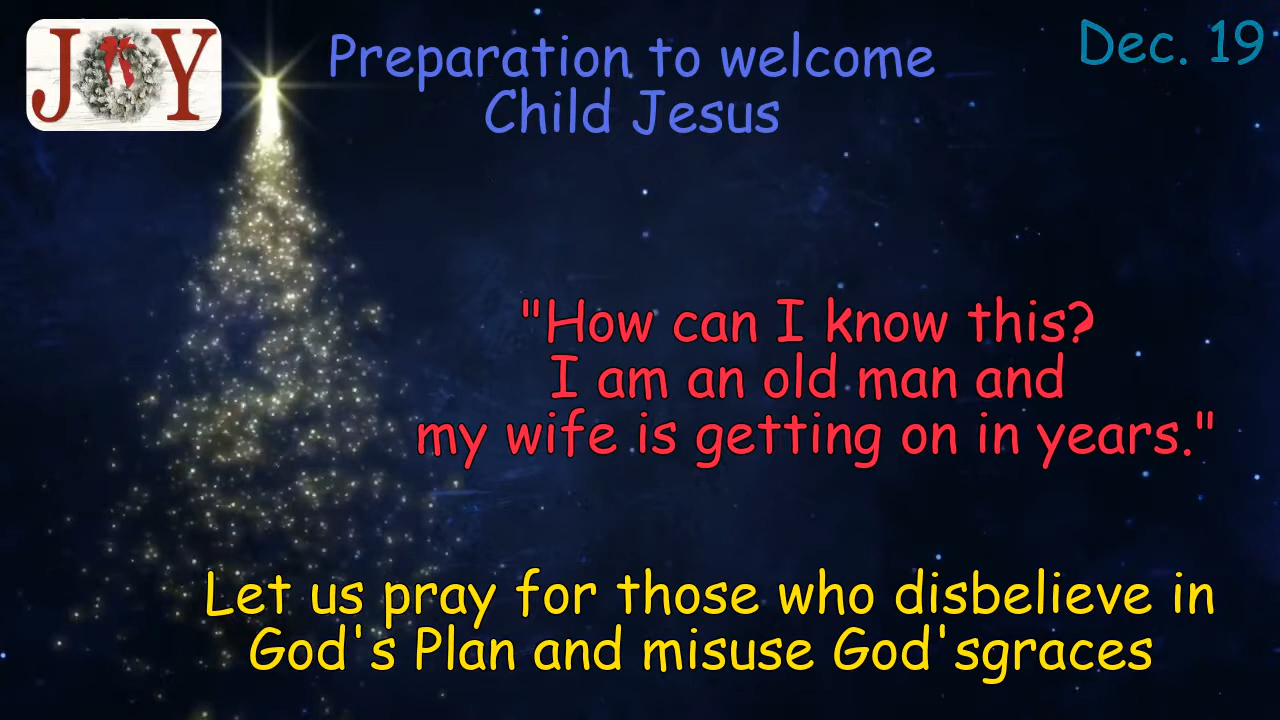 JOY
Preparation to welcome
Child Jesus
Dec. 19
"How can I know this?
I am an old man and
my wife is getting on in years."
Let us pray for those who disbelieve in
God's Plan and misuse God'sgraces